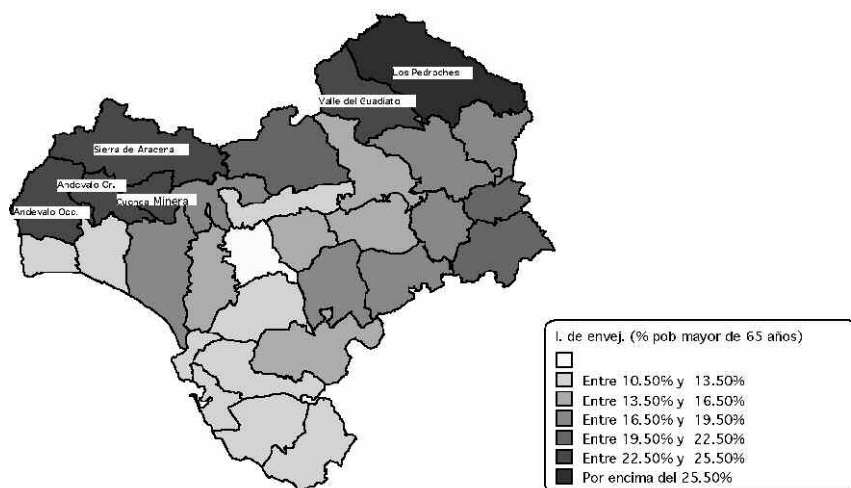 Los Pedroches
Valle del Guadiato
Sierra de Aracena
Andevalo Or.
Cuenca Minera
Andevalo Occ.
I. de envej. (% pob mayor de 65 años)
Entre 10.50% y 13.50%
Entre 13.50% y 16.50%
Entre 16.50% y 19.50%
Entre 19.50% y 22.50%
Entre 22.50% y 25.50%
Por encima del 25.50%